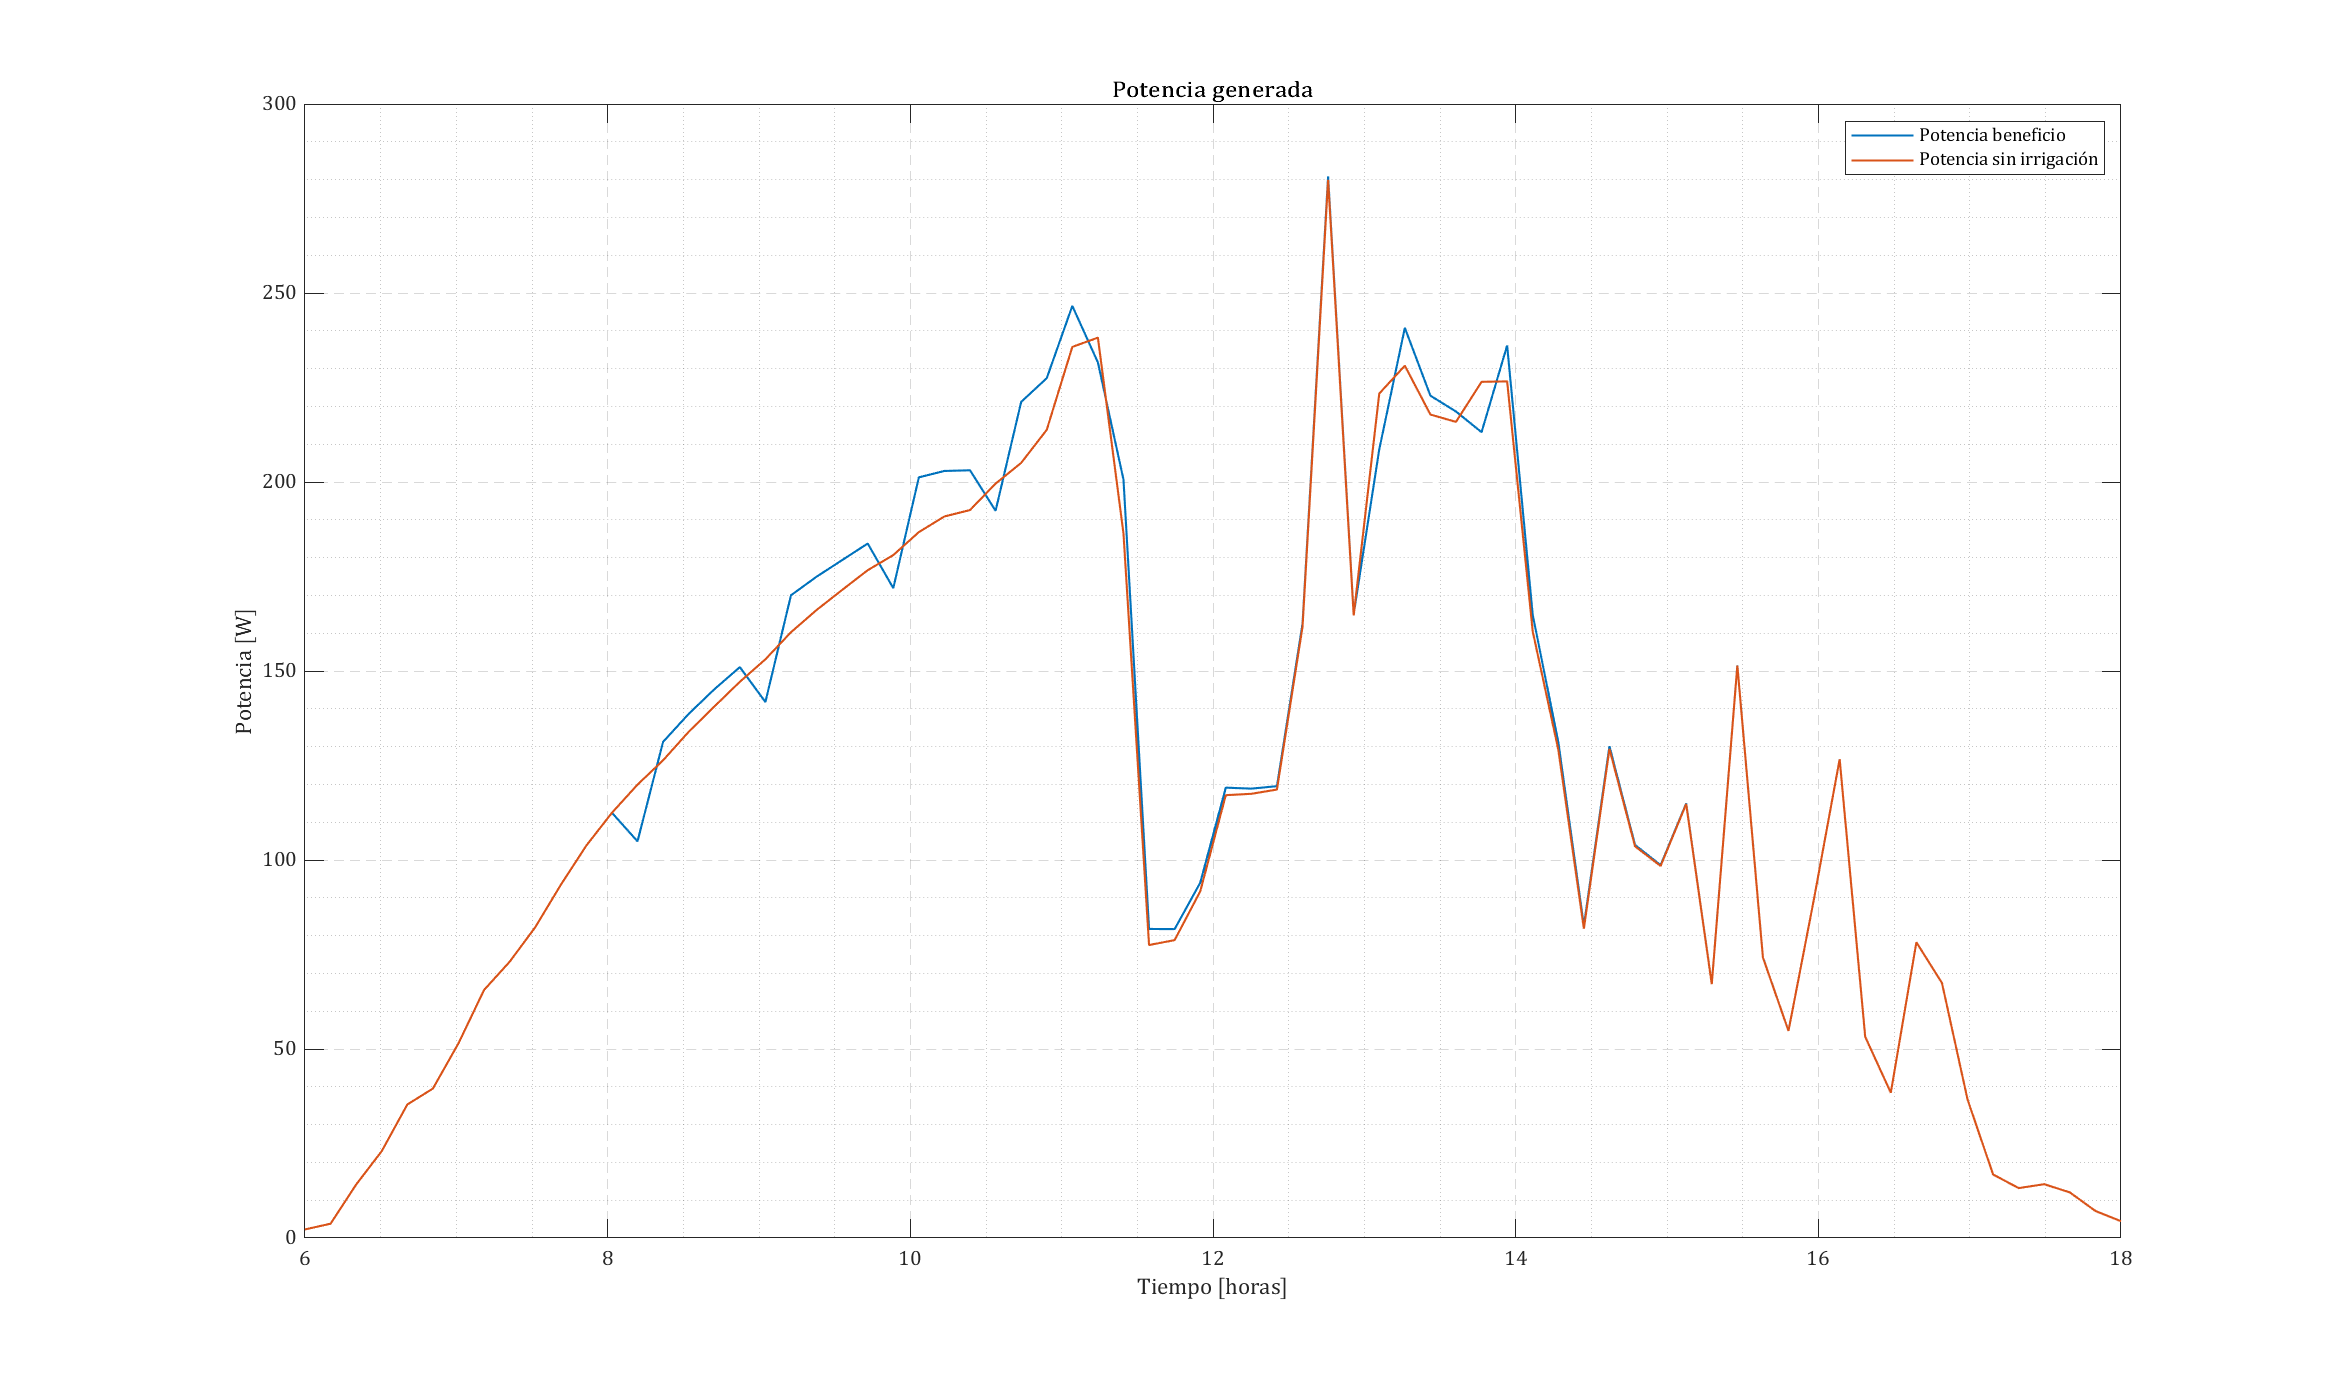 Potencia generada
300
250
200
150
100
50
0
Potencia [W]
Potencia beneficio
Potencia sin irrigación
6
8
10
12
14
16
18
Tiempo [horas]